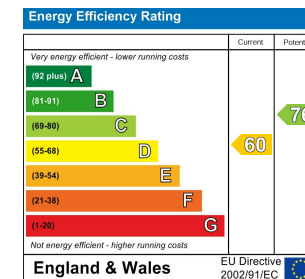 Energy Efficiency Rating
Current
Very energy efficient - lower running costs
(92 plus) A
(81-91) B
(69-80) C
(55-68) D
60
(39-54) E
(21-38) F
(1-20) G
Not energy efficient - higher running costs
England & Wales
EU Directive
2002/91/EC